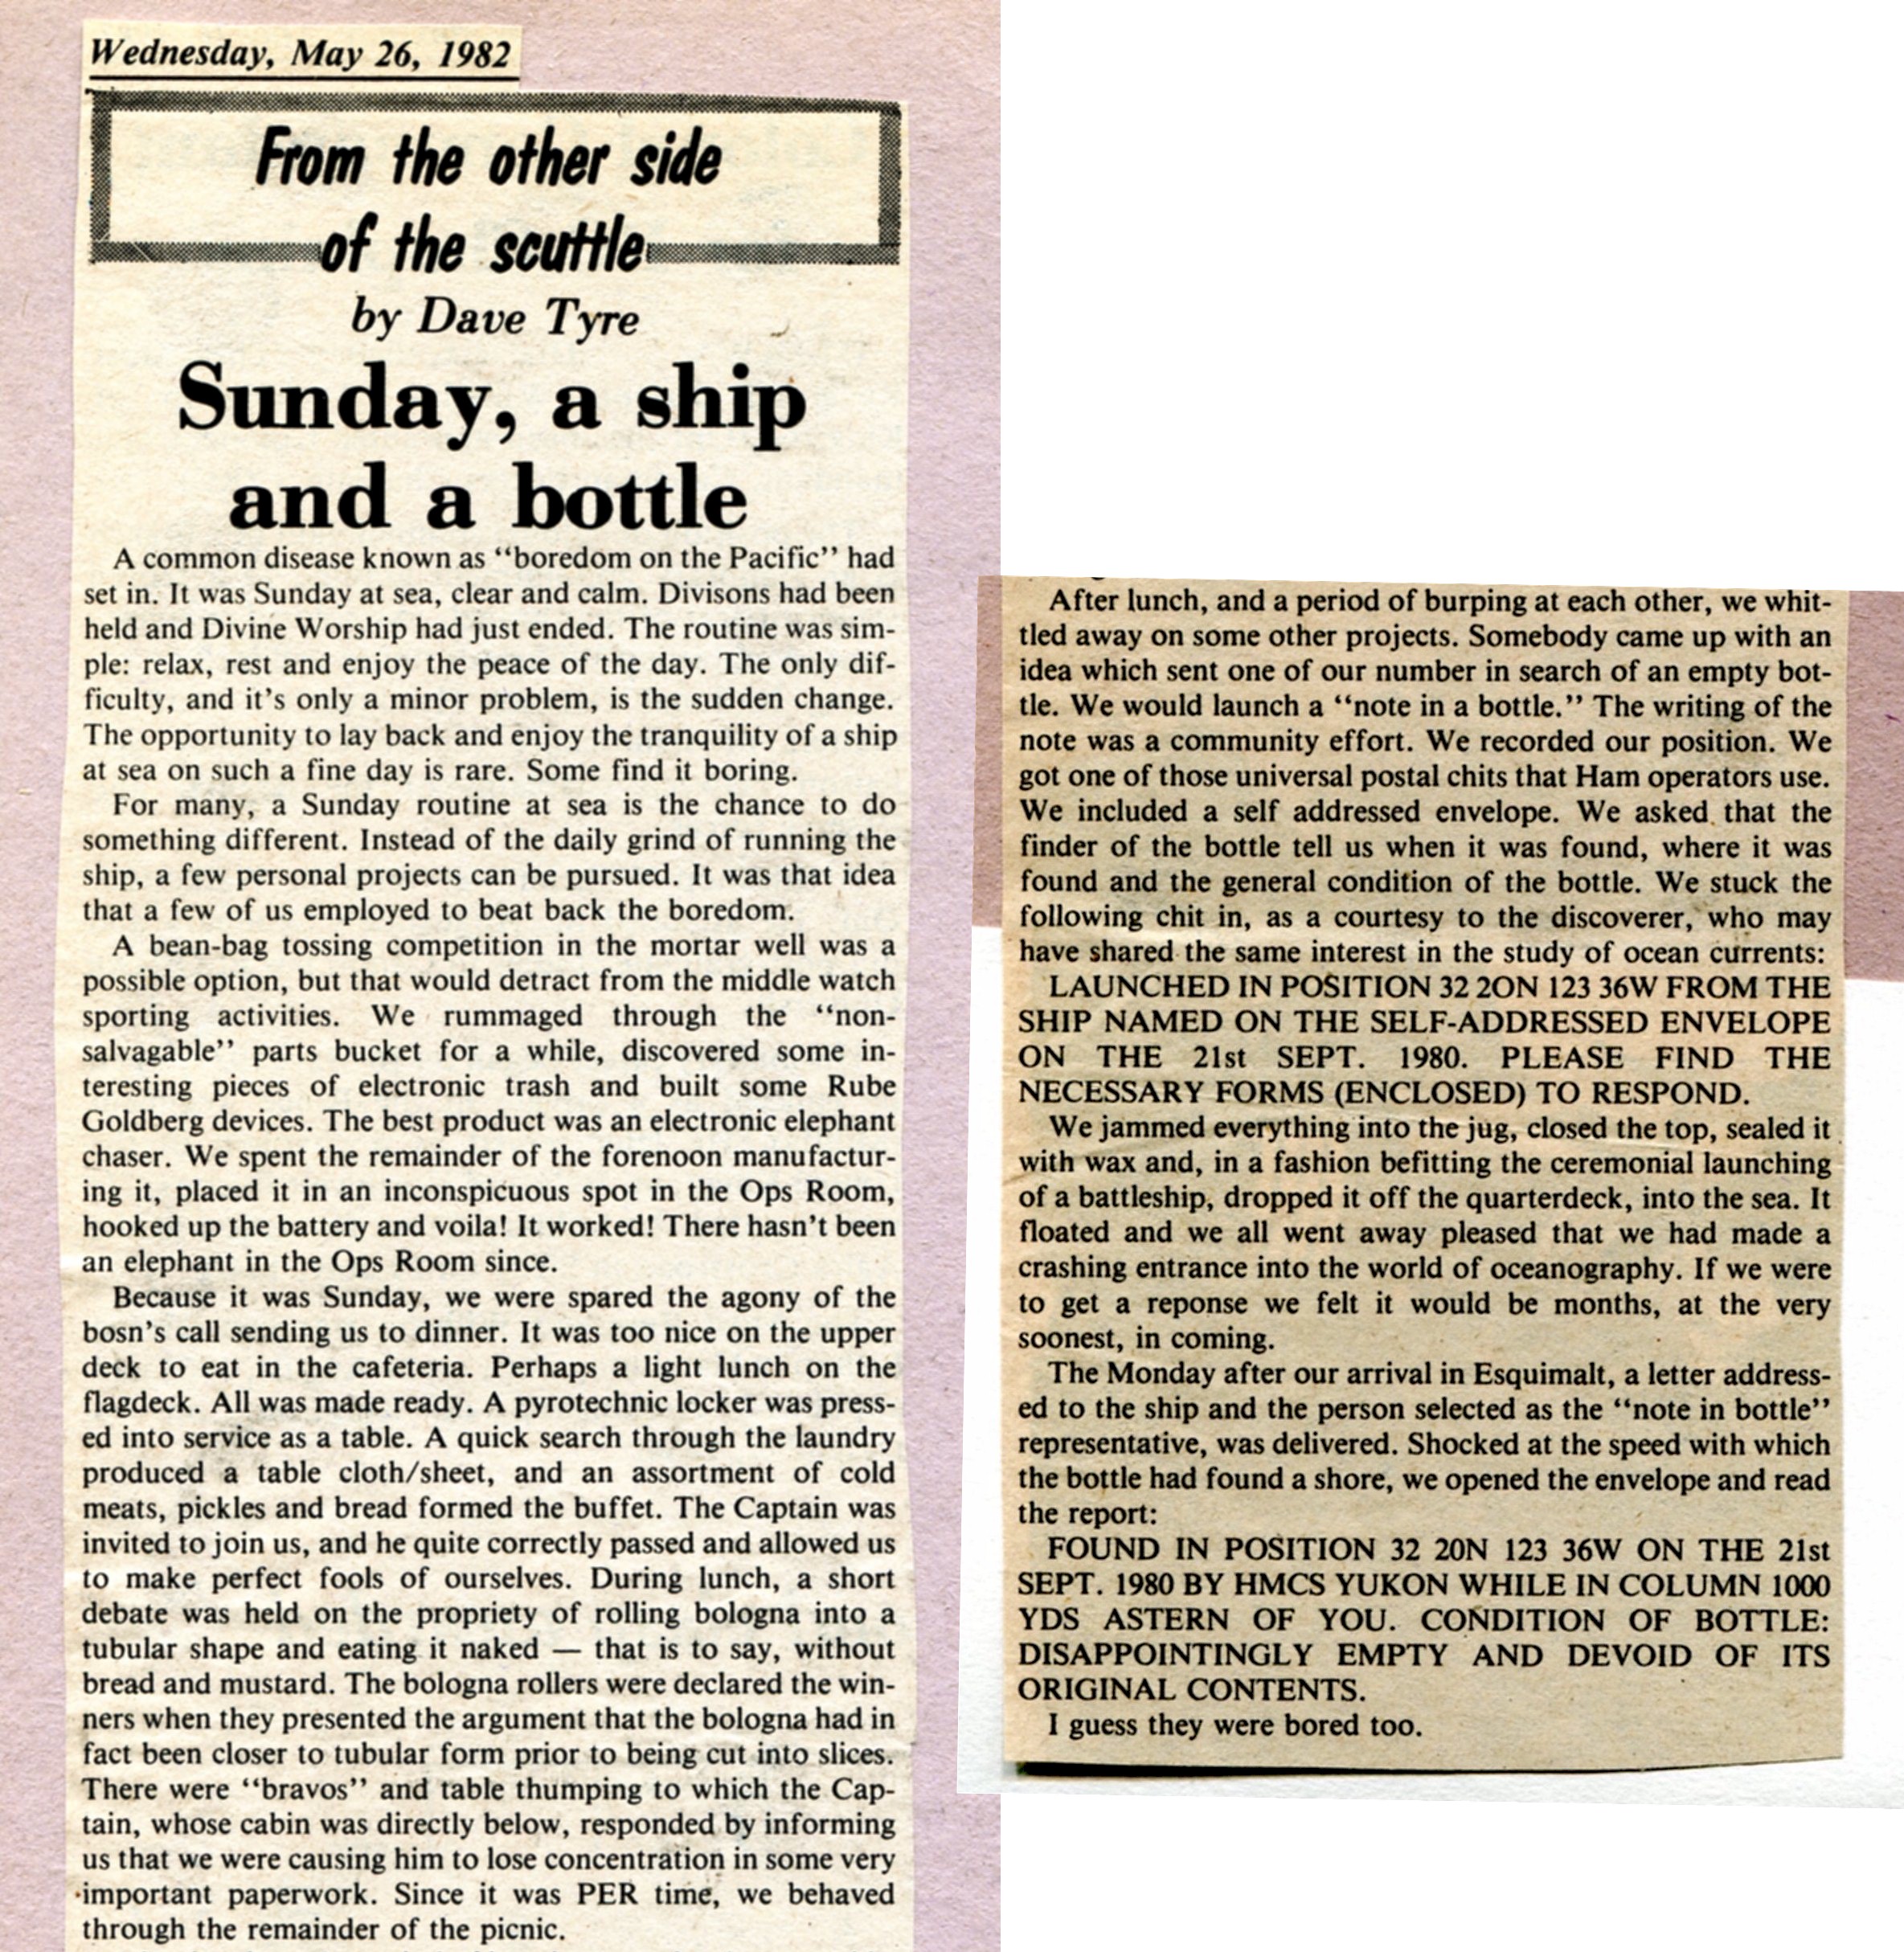 Wednesday, May 26, 1982
From the other side
of the scuttle
by Dave Tyre
Sunday, a ship
and a bottle
A common disease known as "boredom on the Pacific" had
set in. It was Sunday at sea, clear and calm. Divisons had been
held and Divine Worship had just ended. The routine was sim-
ple: relax, rest and enjoy the peace of the day. The only dif-
ficulty, and it's only a minor problem, is the sudden change.
The opportunity to lay back and enjoy the tranquility of a ship
at sea on such a fine day is rare. Some find it boring.
For many, a Sunday routine at sea is the chance to do
something different. Instead of the daily grind of running the
ship, a few personal projects can be pursued. It was that idea
that a few of us employed to beat back the boredom.
A bean-bag tossing competition in the mortar well was a
possible option, but that would detract from the middle watch
sporting activities. We rummaged through the "non-
salvagable" parts bucket for a while, discovered some in-
teresting pieces of electronic trash and built some Rube
Goldberg devices. The best product was an electronic elephant
chaser. We spent the remainder of the forenoon manufactur-
ing it, placed it in an inconspicuous spot in the Ops Room,
hooked up the battery and voila! It worked! There hasn't been
an elephant in the Ops Room since.
Because it was Sunday, we were spared the agony of the
bosn's call sending us to dinner. It was too nice on the upper
deck to eat in the cafeteria. Perhaps a light lunch on the
flagdeck. All was made ready. A pyrotechnic locker was press-
ed into service as a table. A quick search through the laundry
produced a table cloth/sheet, and an assortment of cold
meats, pickles and bread formed the buffet. The Captain was
invited to join us, and he quite correctly passed and allowed us
to make perfect fools of ourselves. During lunch, a short
debate was held on the propriety of rolling bologna into a
tubular shape and eating it naked — that is to say, without
bread and mustard. The bologna rollers were declared the win-
ners when they presented the argument that the bologna had in
fact been closer to tubular form prior to being cut into slices.
There were "bravos" and table thumping to which the Cap-
tain, whose cabin was directly below, responded by informing
us that we were causing him to lose concentration in some very
important paperwork. Since it was PER time, we behaved
through the remainder of the picnic.
After lunch, and a period of burping at each other, we whit-
tled away on some other projects. Somebody came up with an
idea which sent one of our number in search of an empty bot-
tle. We would launch a "note in a bottle." The writing of the
note was a community effort. We recorded our position. We
got one of those universal postal chits that Ham operators use.
We included a self addressed envelope. We asked that the
finder of the bottle tell us when it was found, where it was
found and the general condition of the bottle. We stuck the
following chit in, as a courtesy to the discoverer, who may
have shared the same interest in the study of ocean currents:
LAUNCHED IN POSITION 32 2ON 123 36W FROM THE
SHIP NAMED ON THE SELF-ADDRESSED ENVELOPE
ON THE 21st SEPT. 1980. PLEASE FIND THE
NECESSARY FORMS (ENCLOSED) TO RESPOND.
We jammed everything into the jug, closed the top, sealed it
with wax and, in a fashion befitting the ceremonial launching
of a battleship, dropped it off the quarterdeck, into the sea. It
floated and we all went away pleased that we had made a
crashing entrance into the world of oceanography. If we were
to get a reponse we felt it would be months, at the very
soonest, in coming.
The Monday after our arrival in Esquimalt, a letter address-
ed to the ship and the person selected as the "note in bottle"
representative, was delivered. Shocked at the speed with which
the bottle had found a shore, we opened the envelope and read
the report:
FOUND IN POSITION 32 20N 123 36W ON THE 21st
SEPT. 1980 BY HMCS YUKON WHILE IN COLUMN 1000
YDS ASTERN OF YOU. CONDITION OF BOTTLE:
DISAPPOINTINGLY EMPTY AND DEVOID OF ITS
ORIGINAL CONTENTS.
I guess they were bored too.